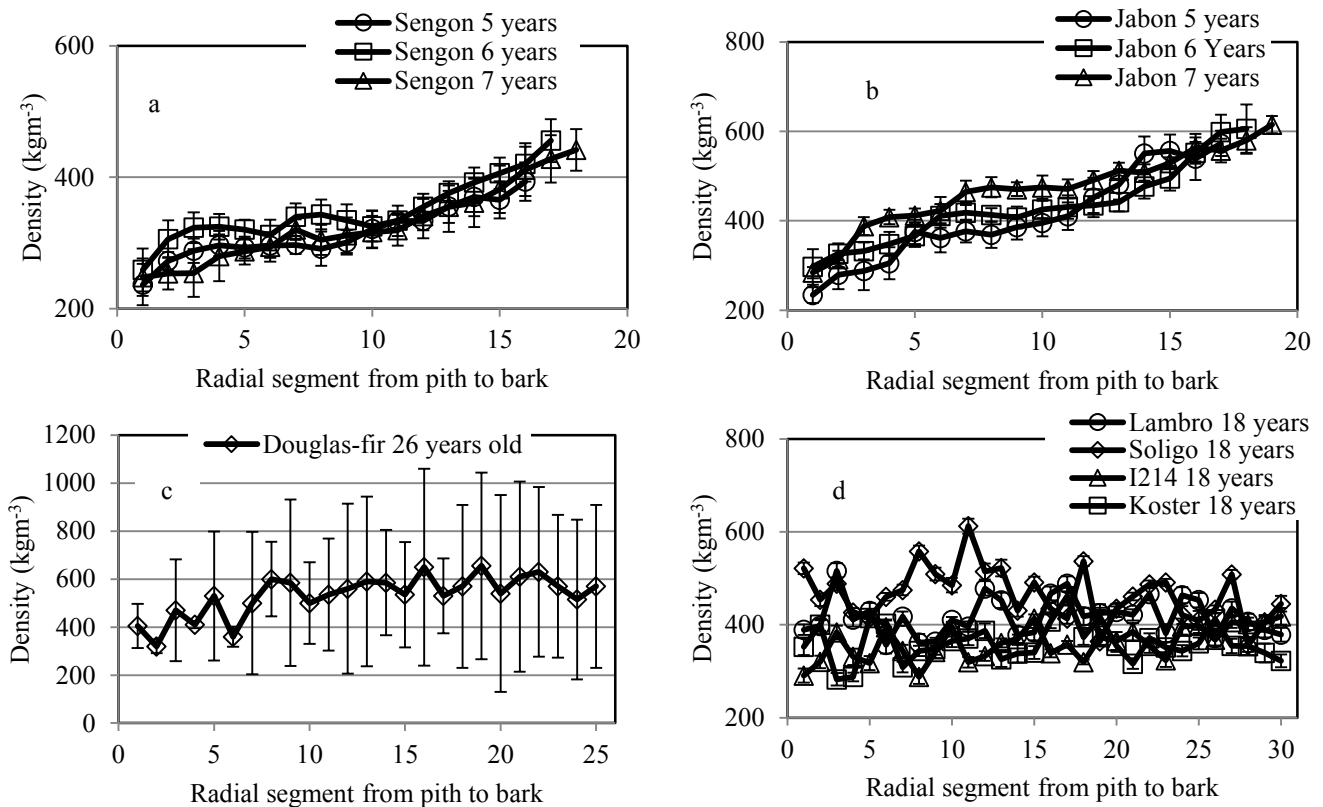 Sengon 5 years
Sengon 6 years
Sengon 7 years
600
400
200
a
Density (kgm-3)
0 5 10 15 20
Radial segment from pith to bark
Jabon 5 years
Jabon 6 Years
Jabon 7 years
800
600
400
200
b
Density (kgm-3)
0 5 10 15 20
Radial segment from pith to bark
Douglas-fir 26 years old
1200
1000
800
600
400
200
0
c
Density (kgm-3)
0 5 10 15 20 25
Radial segment from pith to bark
Lambro 18 years
Soligo 18 years
I214 18 years
Koster 18 years
800
600
400
200
d
Density (kgm-3)
0 5 10 15 20 25 30
Radial segment from pith to bark